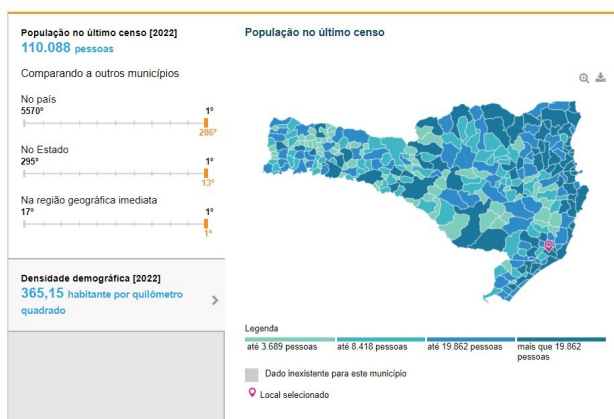 População no último censo [2022]
110.088 pessoas
Comparando a outros municípios
No país
5570º 1º
286º
No Estado
295º 1º
13º
Na região geográfica imediata
17º 1º
1º
Densidade demográfica [2022]
365,15 habitante por quilômetro
quadrado
População no último censo
Legenda
até 3.689 pessoas até 8.418 pessoas até 19.862 pessoas mais que 19.862
pessoas
Dado inexistente para este município
Local selecionado